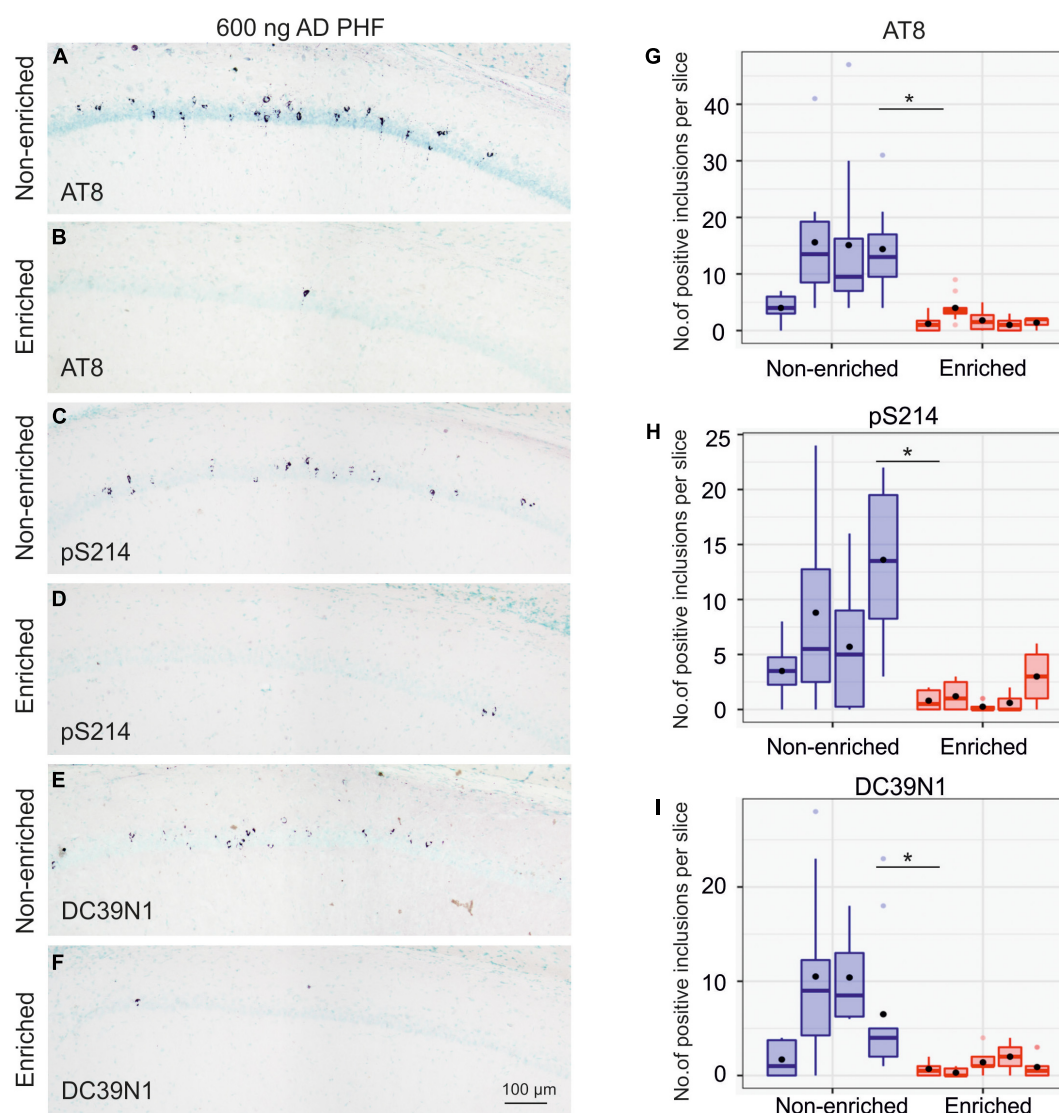 600 ng AD PHF
A
Non-enriched
AT8
B
Enriched
AT8
C
Non-enriched
pS214
D
Enriched
pS214
E
Non-enriched
DC39N1
F
Enriched
DC39N1
100 µm
AT8
G
No.of positive inclusions per slice
40
30
20
10
0
*
Non-enriched Enriched
pS214
H
No.of positive inclusions per slice
25
20
15
10
5
0
*
Non-enriched Enriched
DC39N1
I
No.of positive inclusions per slice
20
10
0
*
Non-enriched Enriched